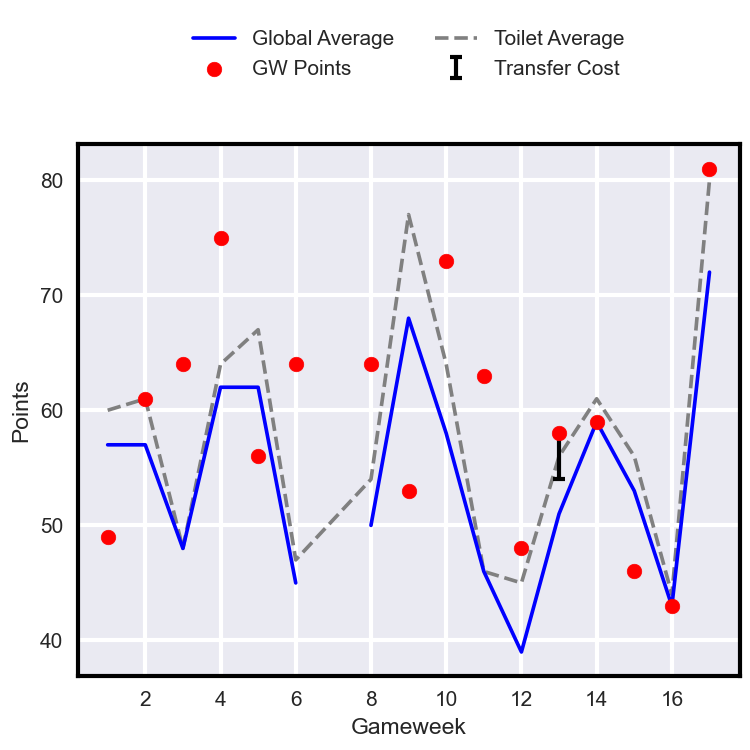 Global Average
Toilet Average
GW Points
Transfer Cost
80
70
60
50
40
Points
2 4 6 8 10 12 14 16
Gameweek